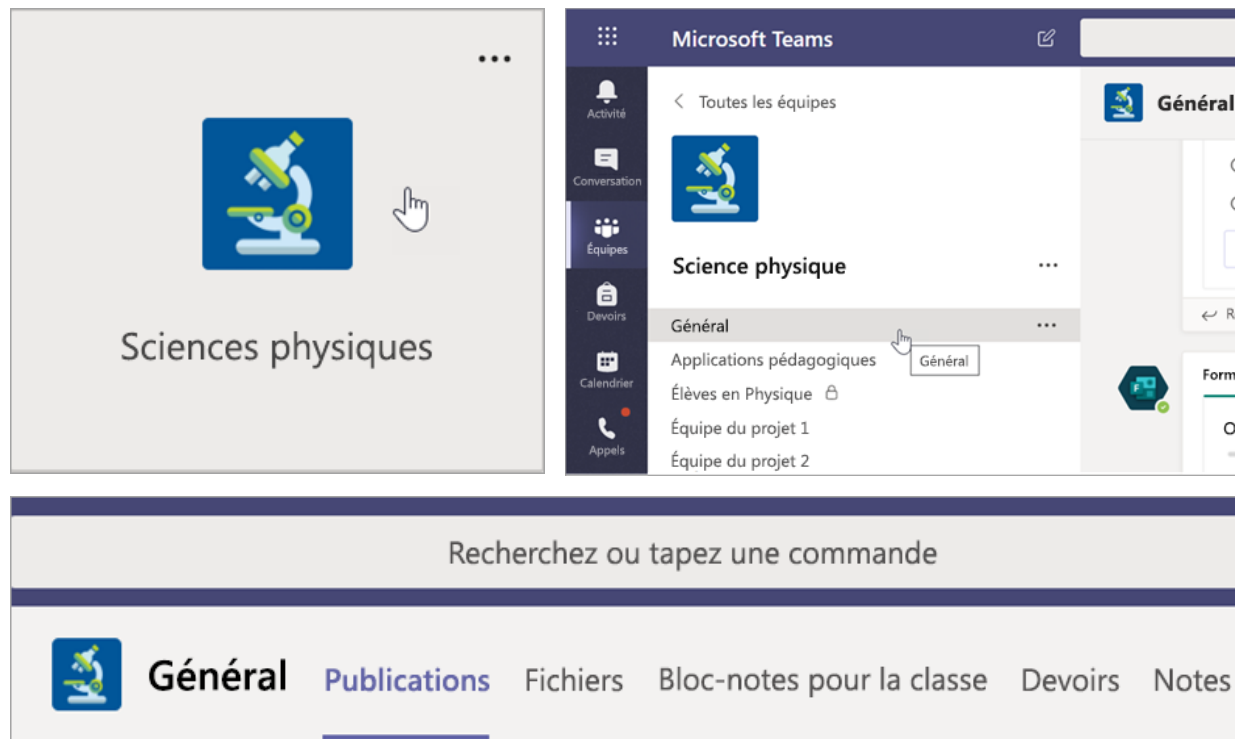 Sciences physiques
Microsoft Teams
Activité
Conversation
Équipes
Devoirs
Calendrier
Appels
Toutes les équipes
Science physique
Général
Général
Applications pédagogiques
Élèves en Physique
Équipe du projet 1
Équipe du projet 2
Général
Form
Recherchez ou tapez une commande
Général Publications Fichiers Bloc-notes pour la classe Devoirs Notes